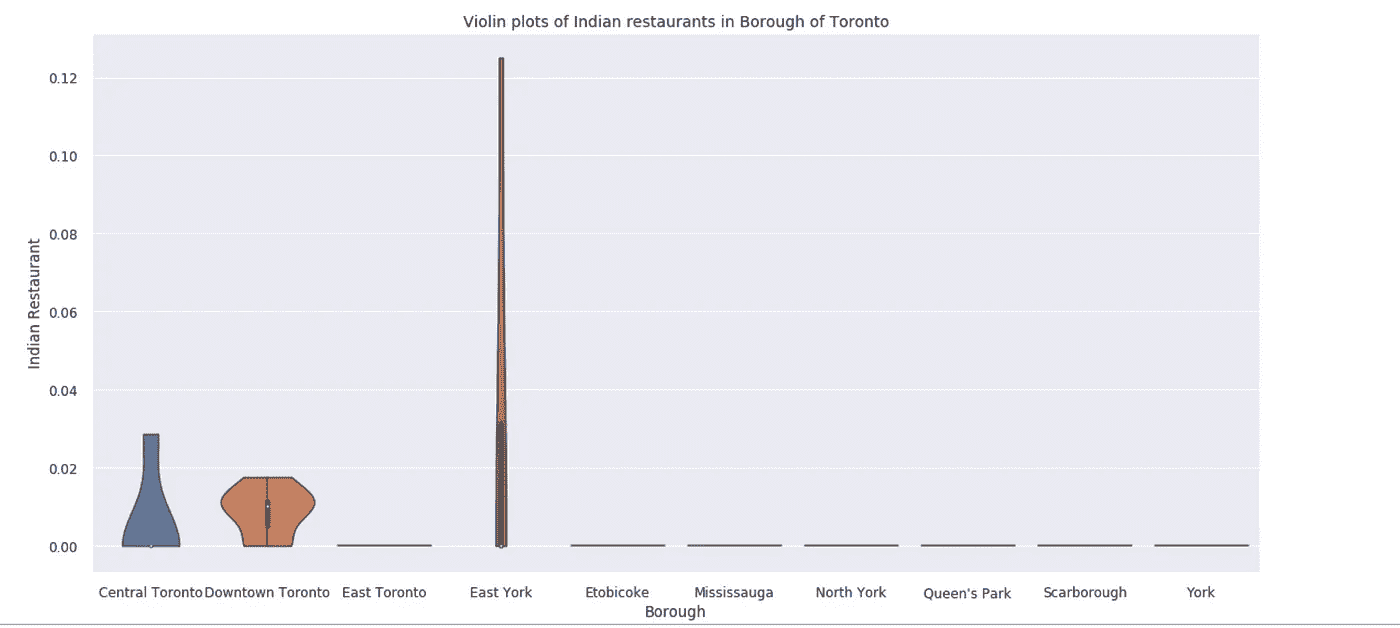 Violin plots of Indian restaurants in Borough of Toronto
0.12
0.10
0.08
0.06
0.04
0.02
0.00
Indian Restaurant
Central Toronto Downtown Toronto East Toronto East York Etobicoke Mississauga North York Queen's Park Scarborough York
Borough